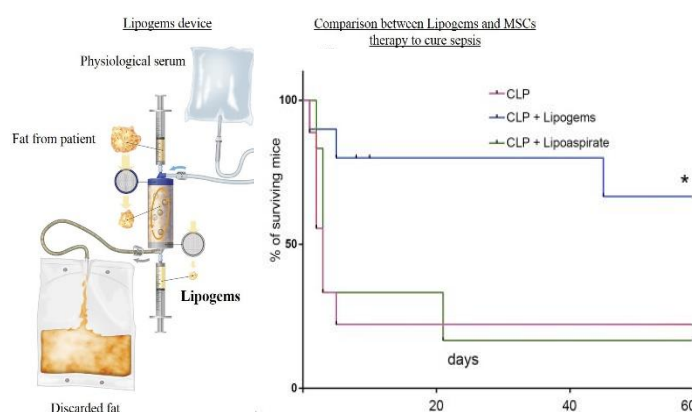 Lipogems device
Physiological serum
Fat from patient
Lipogems
Discarded fat
Comparison between Lipogems and MSCs
therapy to cure sepsis
CLP
CLP + Lipogems
CLP + Lipoaspirate
% of surviving mice
100
50
0
*
days
20
40
60